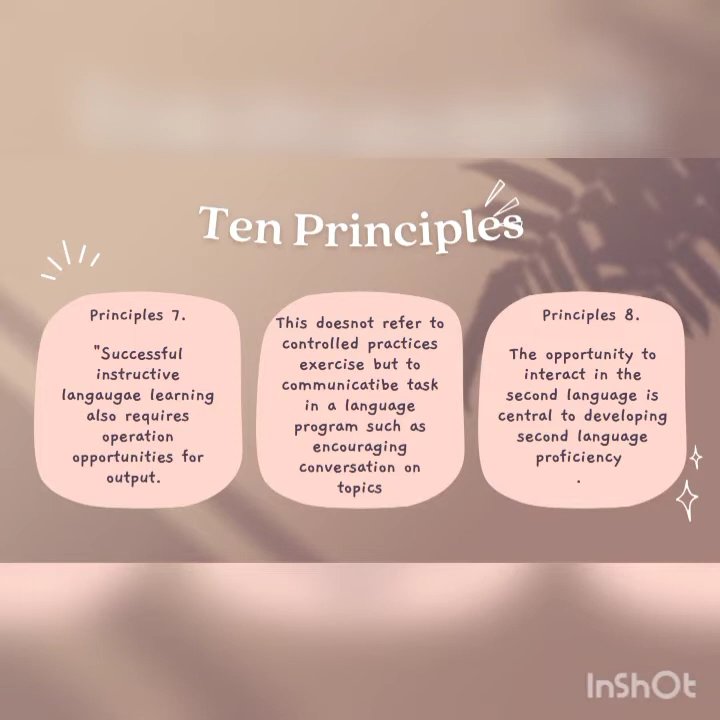 Ten Principles
Principles 7.
"Successful
instructive
langaugae learning
also requires
operation
opportunities for
output.
This doesnot refer to
controlled practices
exercise but to
communicatibe task
in a language
program such as
encouraging
conversation on
topics
Principles 8.
The opportunity to
interact in the
second language is
central to developing
second language
proficiency
.
InShOt